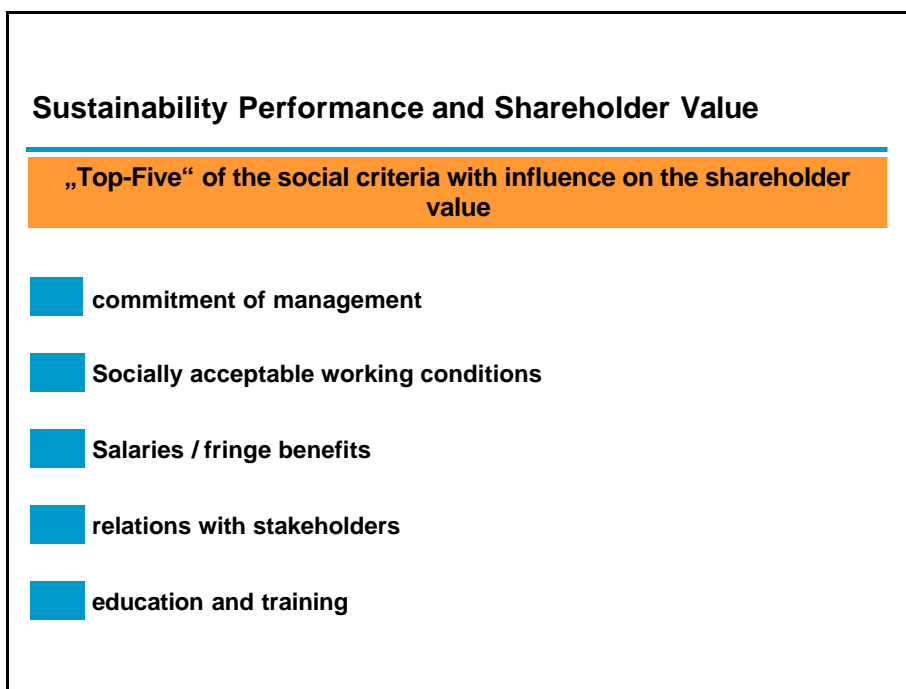 Sustainability Performance and Shareholder Value
„Top-Five“ of the social criteria with influence on the shareholder
value
commitment of management
Socially acceptable working conditions
Salaries / fringe benefits
relations with stakeholders
education and training